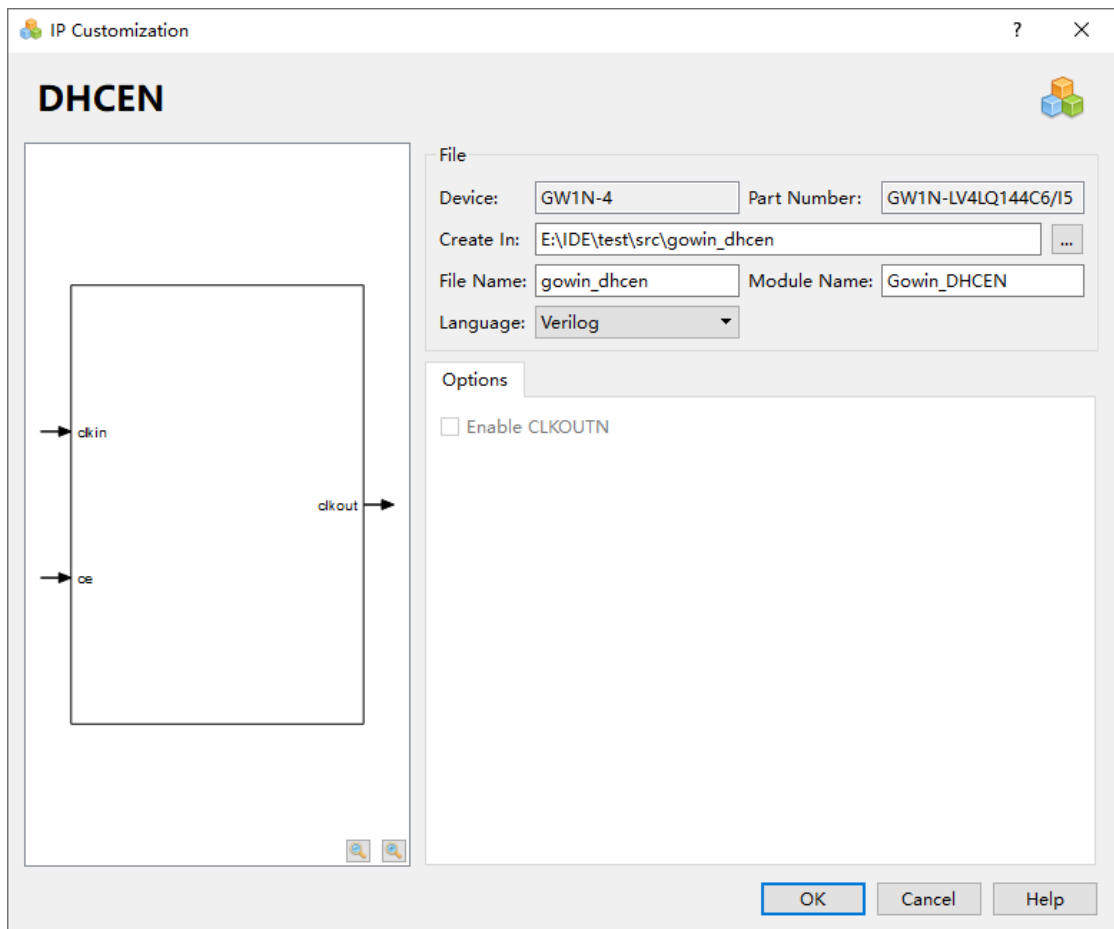 IP Customization
?
DHCEN
File
Device: GW1N-4 Part Number: GW1N-LV4LQ144C6/I5
Create In: E:\IDE\test\src\gowin_dhcen ...
File Name: gowin_dhcen Module Name: Gowin_DHCEN
Language: Verilog
Options
Enable CLKOUTN
clkin
clkout
ce
OK Cancel Help